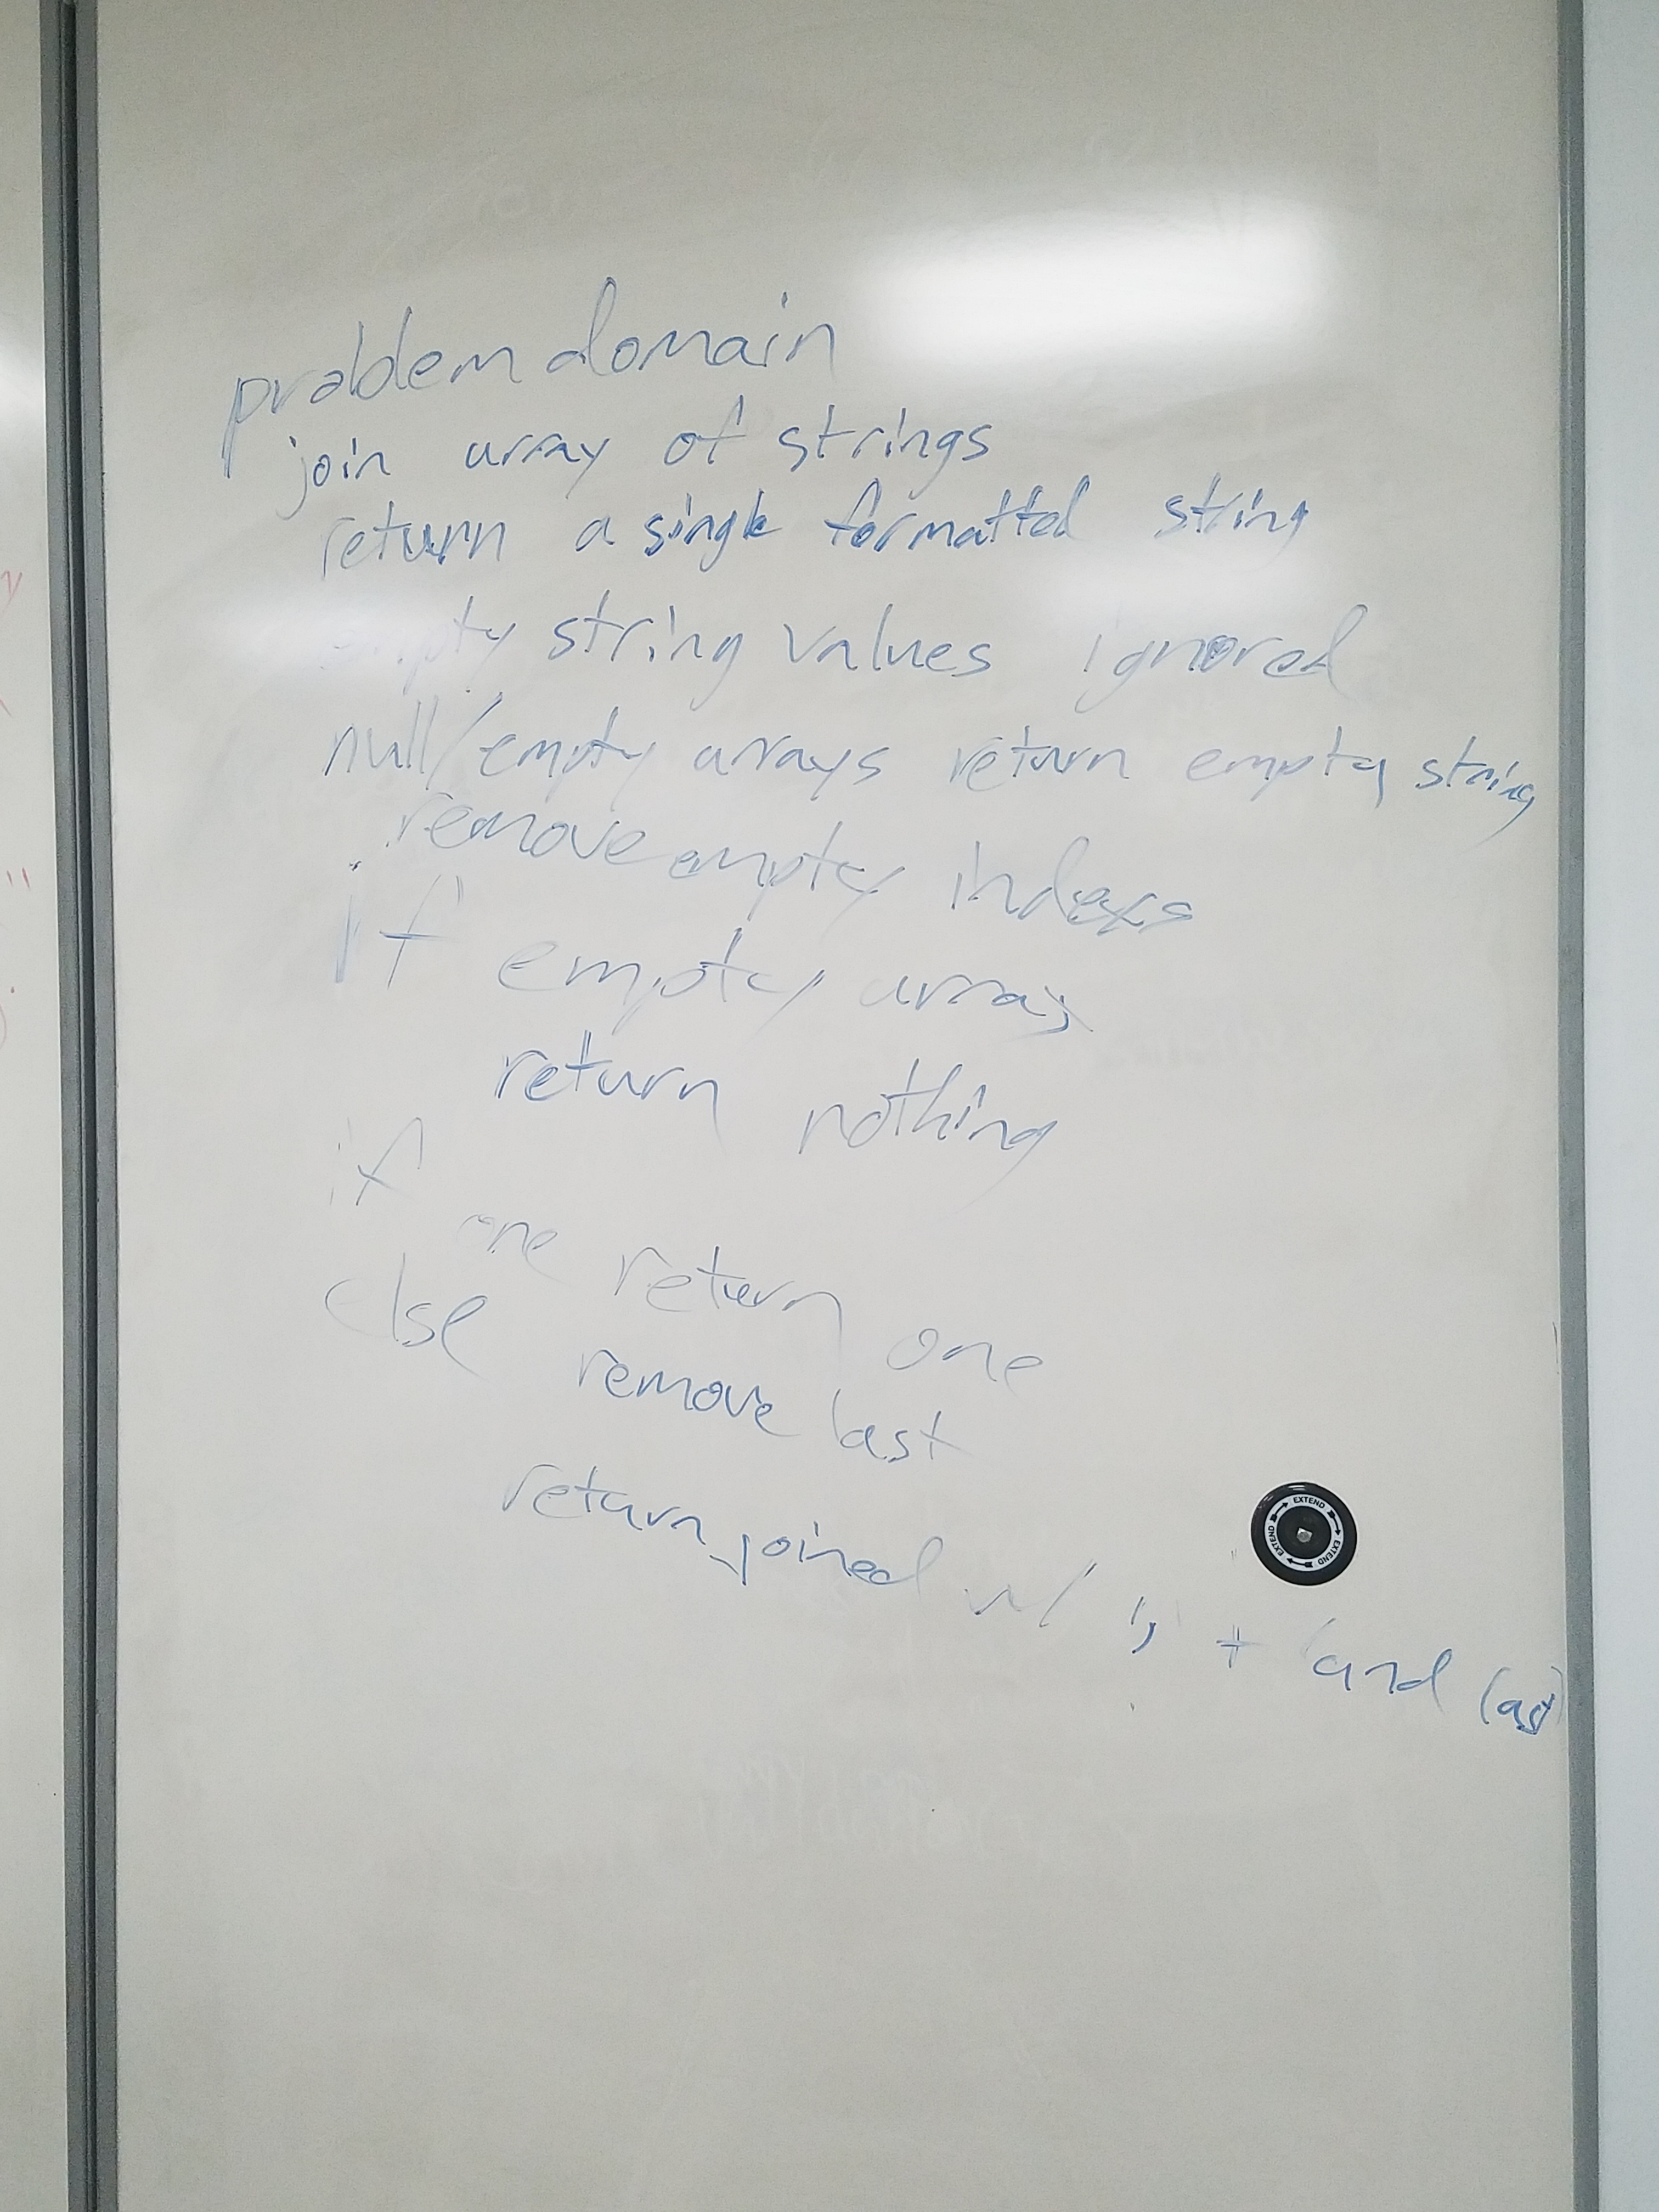 problem domain
join array of strings
return a single formatted string
empty string values ignored
null/empty arrays return empty string
remove empty indexs
if empty array
return nothing
if one return one
else remove last
return joined w/ ',' + 'and last
EXTEND EXTEND EXTEND